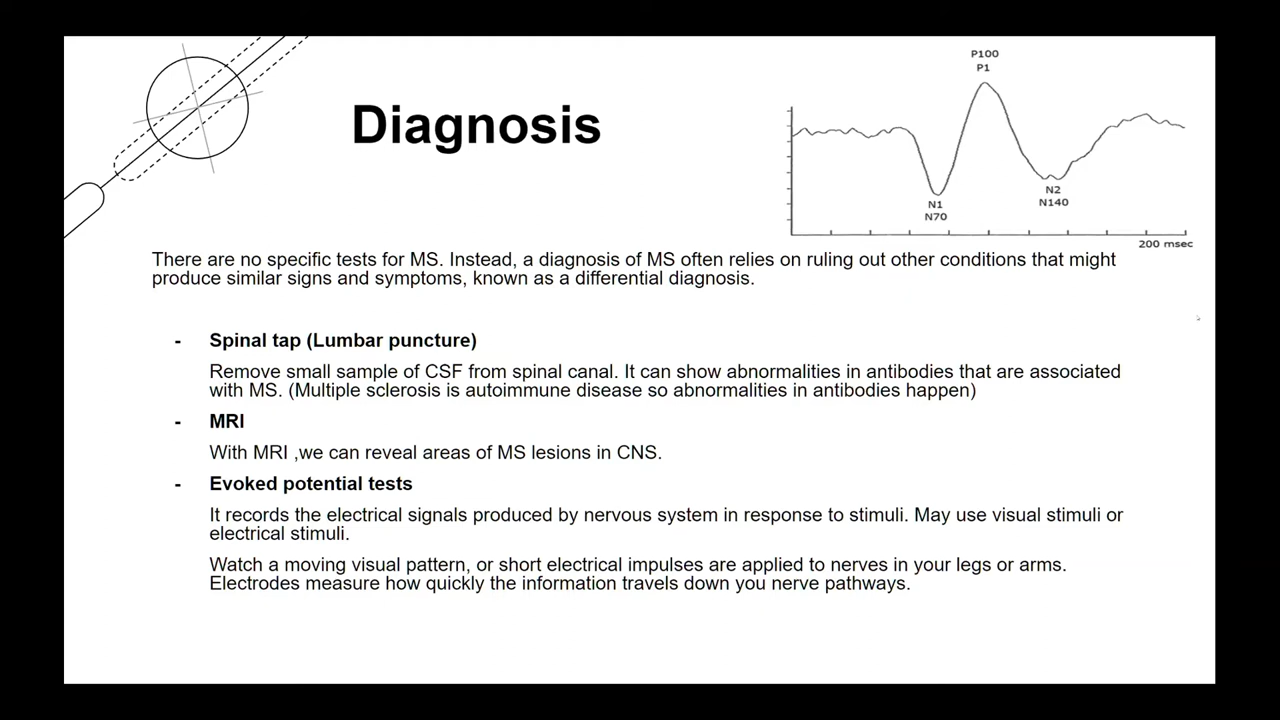 Diagnosis
P100
P1
N1
N70
N2
N140
200 msec
There are no specific tests for MS. Instead, a diagnosis of MS often relies on ruling out other conditions that might
produce similar signs and symptoms, known as a differential diagnosis.
- Spinal tap (Lumbar puncture)
Remove small sample of CSF from spinal canal. It can show abnormalities in antibodies that are associated
with MS. (Multiple sclerosis is autoimmune disease so abnormalities in antibodies happen)
- MRI
With MRI ,we can reveal areas of MS lesions in CNS.
- Evoked potential tests
It records the electrical signals produced by nervous system in response to stimuli. May use visual stimuli or
electrical stimuli.
Watch a moving visual pattern, or short electrical impulses are applied to nerves in your legs or arms.
Electrodes measure how quickly the information travels down you nerve pathways.